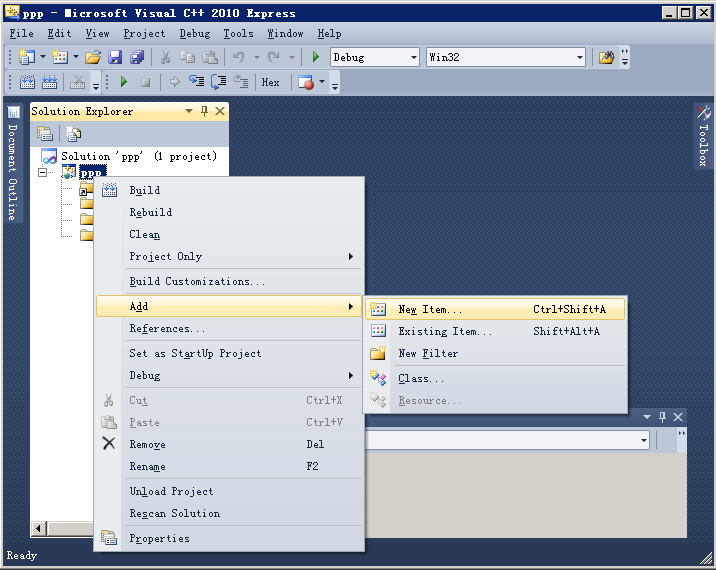 ppp - Microsoft Visual C++ 2010 Express
File Edit View Project Debug Tools Window Help
Debug Win32
Hex
Document Outline
Solution Explorer
Toolbox
Solution 'ppp' (1 project)
ppp
Build
Rebuild
Clean
Project Only
Build Customizations...
Add
New Item... Ctrl+Shift+A
References...
Existing Item... Shift+Alt+A
Set as StartUp Project
New Filter
Debug
Class...
Cut Ctrl+X
Resource...
Paste Ctrl+V
Remove Del
Rename F2
Unload Project
Rescan Solution
Properties
Ready